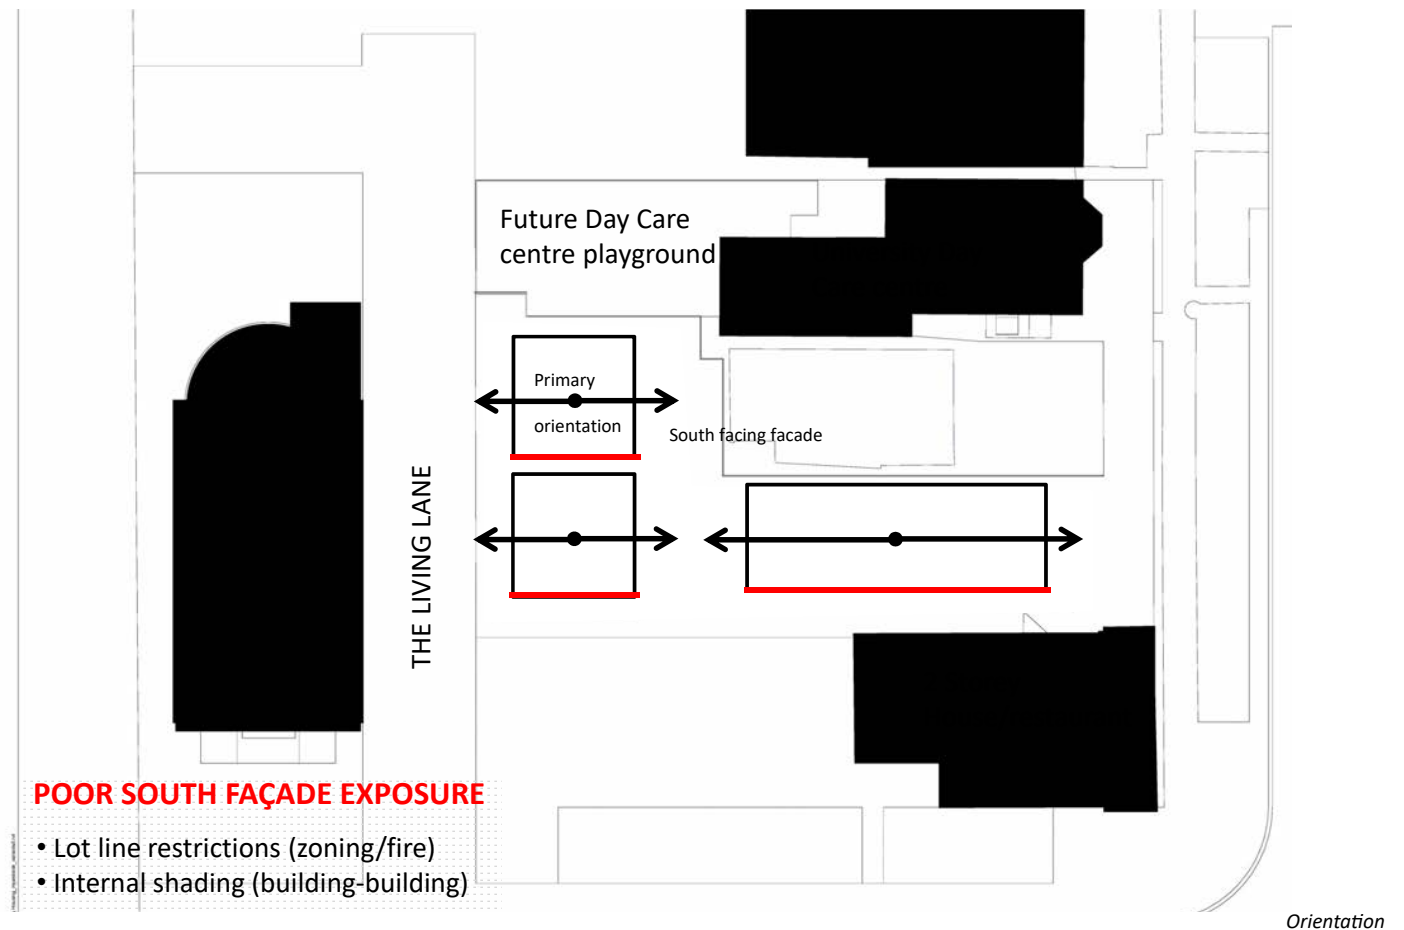 Future Day Care
centre playground
Primary
orientation
South facing facade
THE LIVING LANE
POOR SOUTH FAÇADE EXPOSURE
• Lot line restrictions (zoning/fire)
• Internal shading (building-building)
Orientation